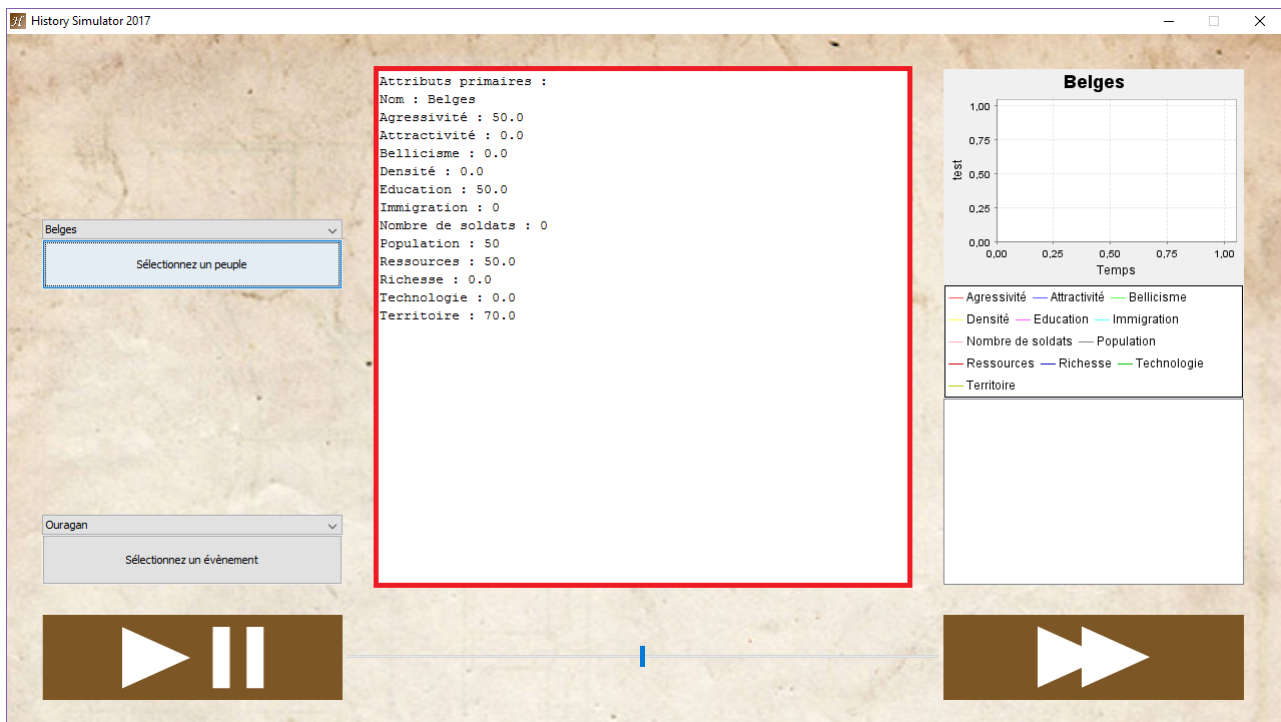 History Simulator 2017
Belges
Sélectionnez un peuple
Ouragan
Sélectionnez un évènement
Attributs primaires :
Nom : Belges
Agressivité : 50.0
Attractivité : 0.0
Bellicisme : 0.0
Densité : 0.0
Education : 50.0
Immigration : 0
Nombre de soldats : 0
Population : 50
Ressources : 50.0
Richesse : 0.0
Technologie : 0.0
Territoire : 70.0
Belges
1,00
0,75
0,50
0,25
0,00
test
0,00 0,25 0,50 0,75 1,00
Temps
Agressivité Attractivité Bellicisme
Densité Education Immigration
Nombre de soldats Population
Ressources Richesse Technologie
Territoire